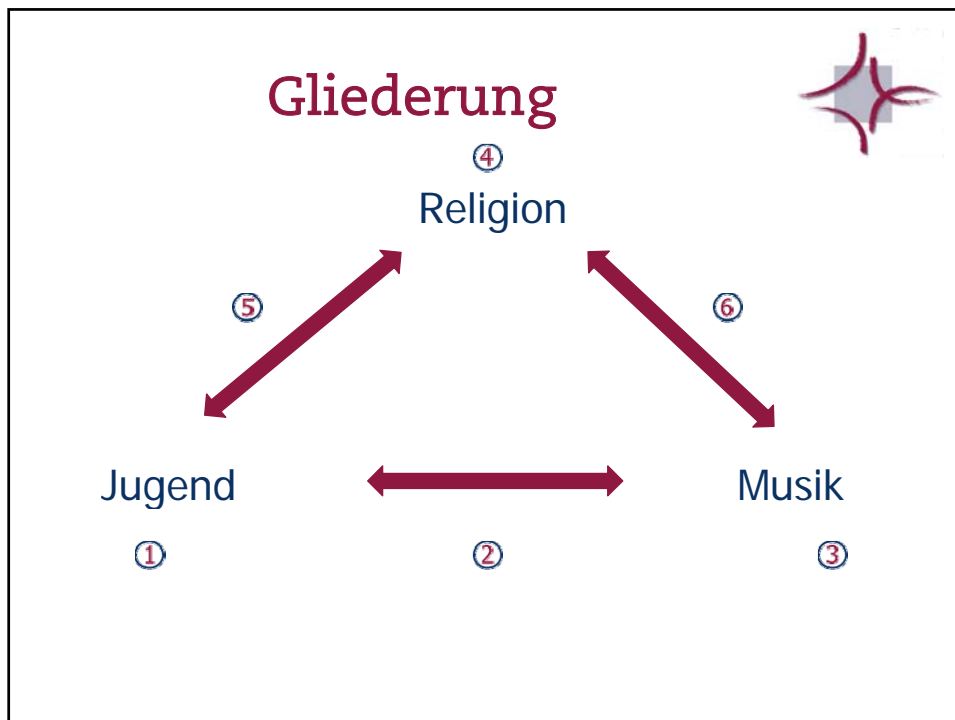 Gliederung
④
Religion
⑤ ⑥
Jugend Musik
① ② ③